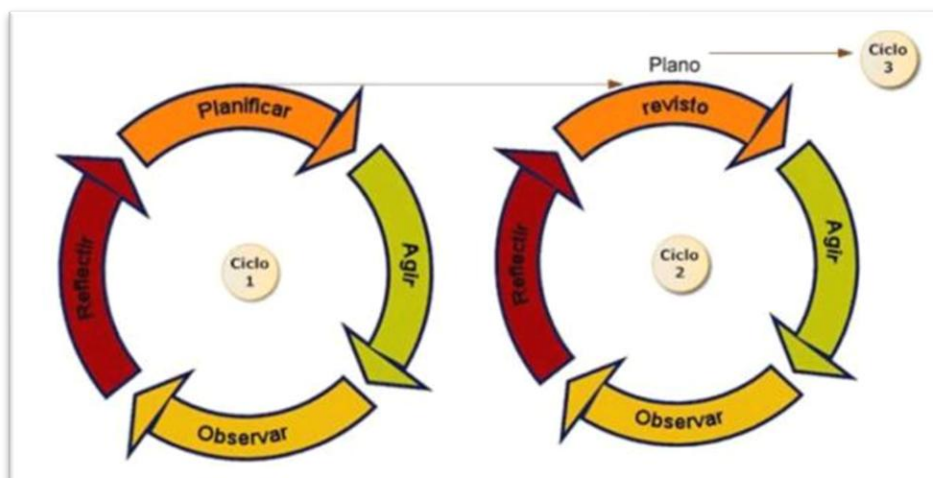 Planificar
Agir
Observar
Reflectir
Ciclo
1
Plano
revisto
Agir
Observar
Reflectir
Ciclo
2
Ciclo
3